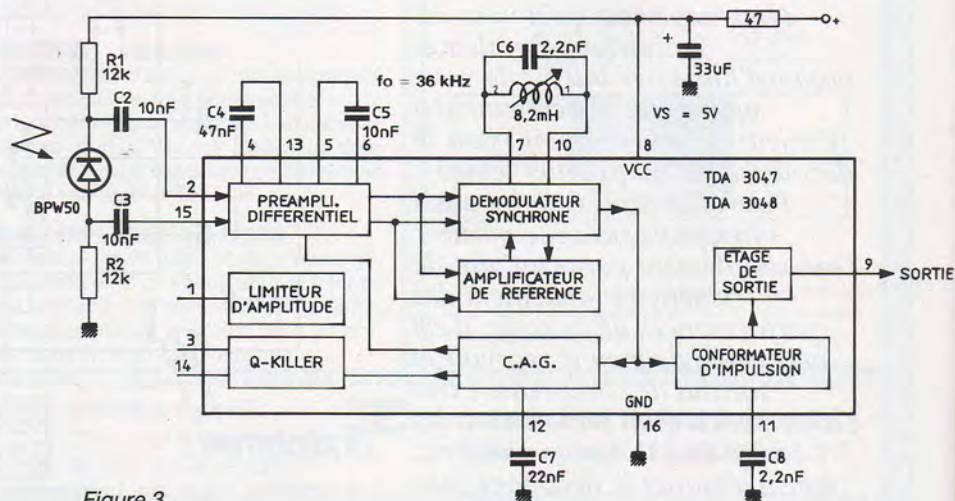 R1
12k
C2
10nF
BPW50
C3
10nF
R2
12k
C4
47nF
4
13
5
6
C5
10nF
fo = 36 kHz
C6
2,2nF
2
1
8,2mH
7
10
47
+
+
33uF
VS = 5V
8
VCC
TDA 3047
TDA 3048
2
15
1
3
14
PREAMPLI.
DIFFERENTIEL
DEMODULATEUR
SYNCHRONE
LIMITEUR
D'AMPLITUDE
AMPLIFICATEUR
DE REFERENCE
ETAGE
DE
SORTIE
9
SORTIE
Q-KILLER
C.A.G.
CONFORMATEUR
D'IMPULSION
GND
12
16
11
C7
22nF
C8
2,2nF
Figure 3